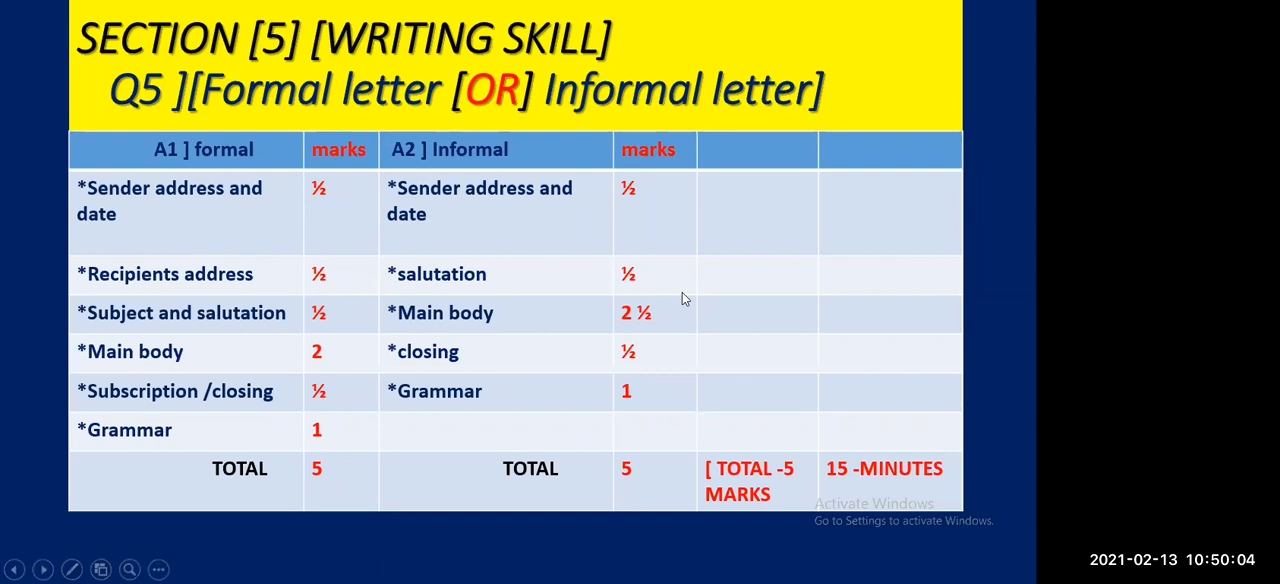 SECTION [5] [WRITING SKILL]
Q5 ][Formal letter [OR] Informal letter]
A1 ] formal marks A2 ] Informal marks
*Sender address and ½ *Sender address and ½
date date
*Recipients address ½ *salutation ½
*Subject and salutation ½ *Main body 2 ½
*Main body 2 *closing ½
*Subscription /closing ½ *Grammar 1
*Grammar 1
TOTAL 5 TOTAL 5 [ TOTAL -5 15 -MINUTES
MARKS
Activate Windows
Go to Settings to activate Windows.
2021-02-13 10:50:04